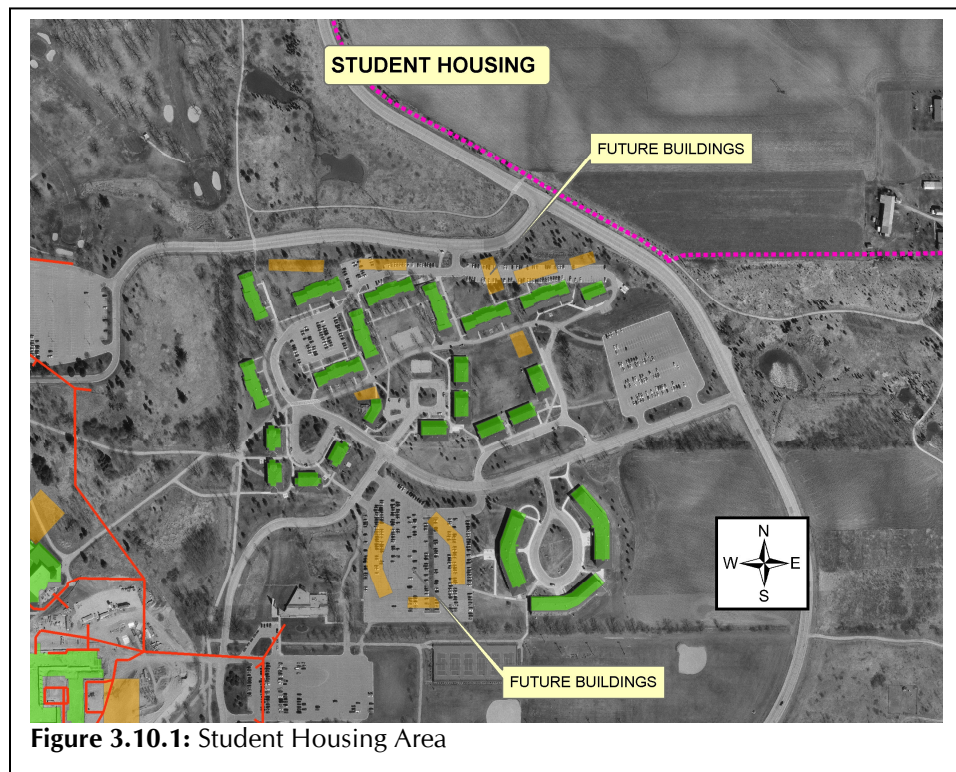 STUDENT HOUSING
FUTURE BUILDINGS
N
W E
S
FUTURE BUILDINGS
Figure 3.10.1: Student Housing Area